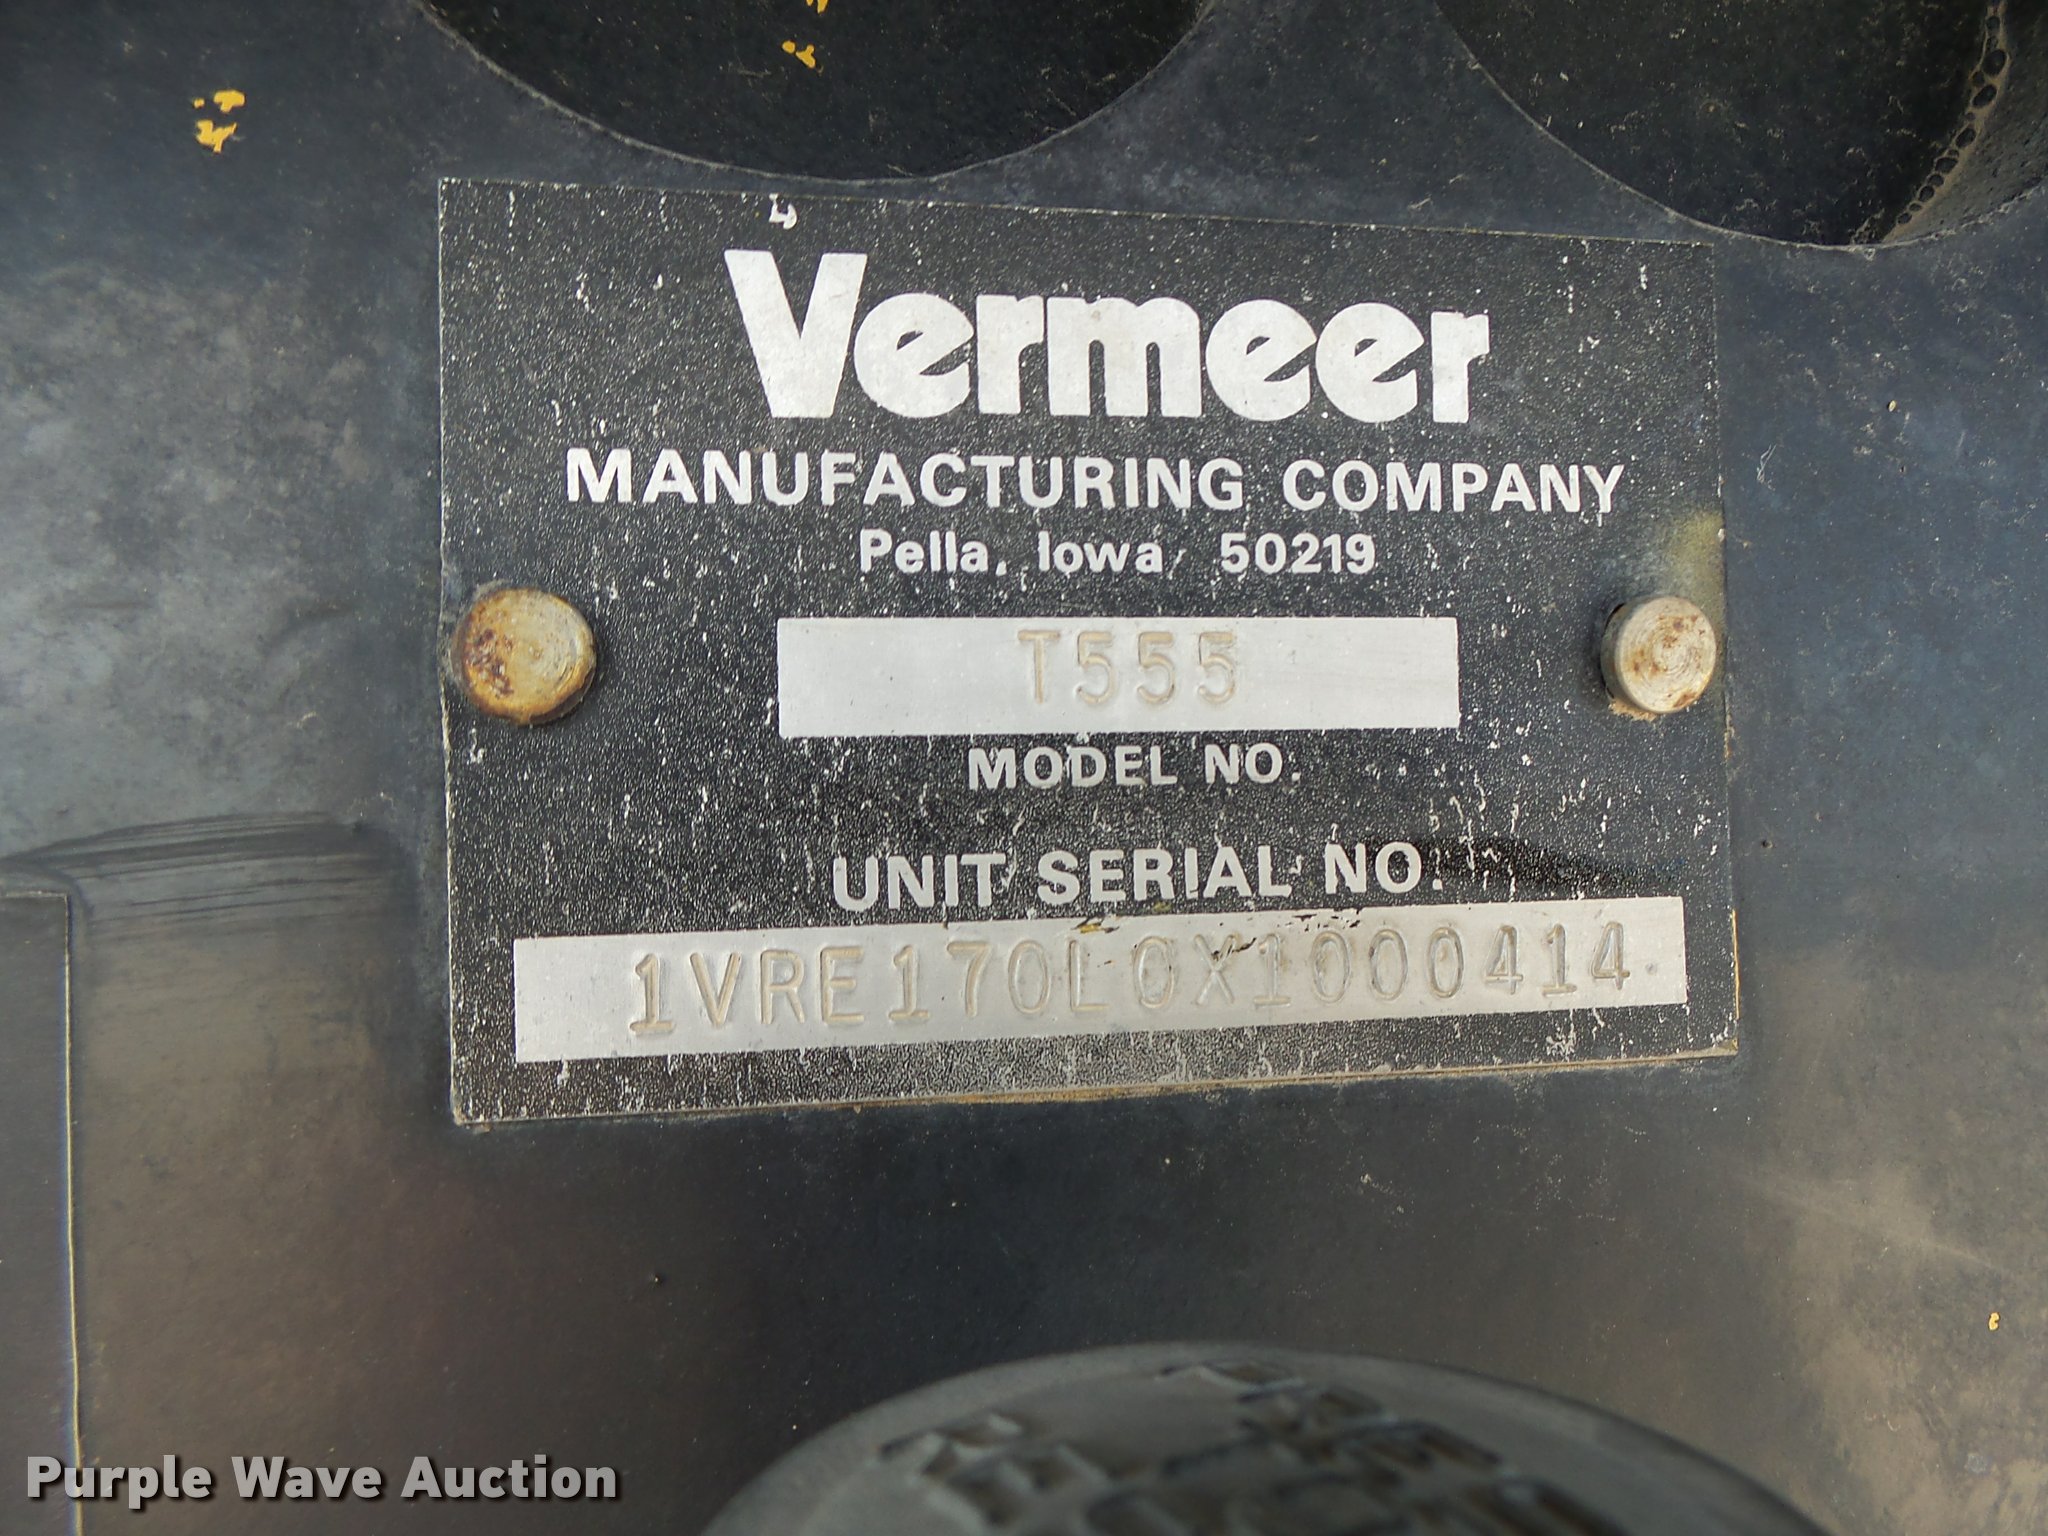 Vermeer
MANUFACTURING COMPANY
Pella, Iowa 50219
T555
MODEL NO.
UNIT SERIAL NO.
1VRE170L0X1000414
Purple Wave Auction